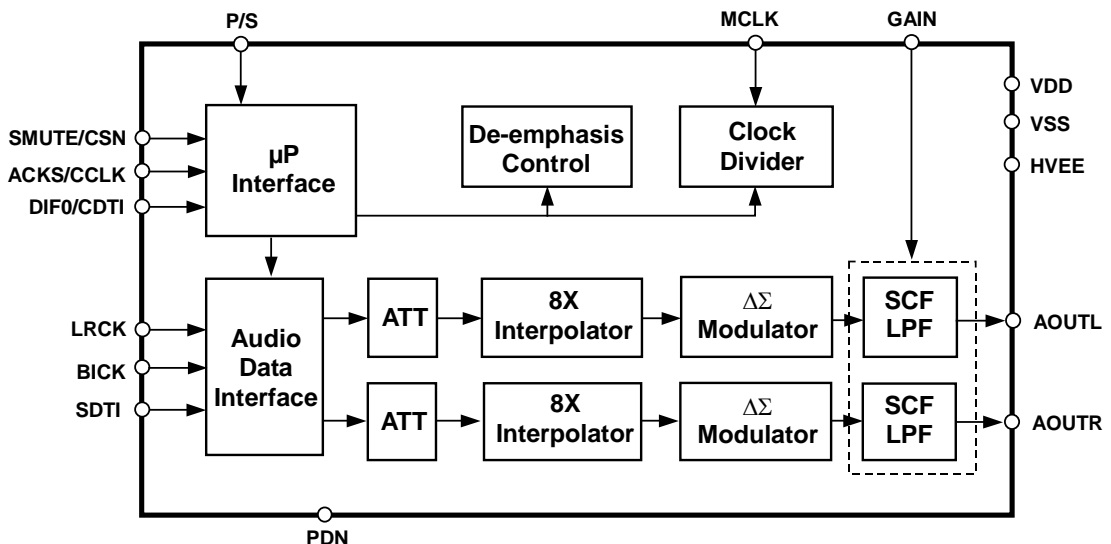 P/S
MCLK
GAIN
VDD
VSS
HVEE
SMUTE/CSN
ACKS/CCLK
DIF0/CDTI
µP
Interface
De-emphasis
Control
Clock
Divider
LRCK
BICK
SDTI
Audio
Data
Interface
ATT
8X
Interpolator
ΔΣ
Modulator
SCF
LPF
AOUTL
ATT
8X
Interpolator
ΔΣ
Modulator
SCF
LPF
AOUTR
PDN